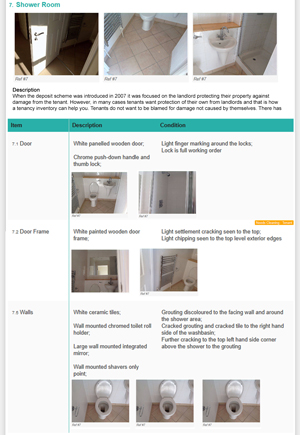 7. Shower Room
Ref #7
Ref #7
Ref #7
Description
When the deposit scheme was introduced in 2007 it was focused on the landlord protecting their property against
damage from the tenant. However, in many cases tenants want protection of their own from landlords and that is how
a tenancy inventory can help you. Tenants do not want to be blamed for damage not caused by themselves. There has
Item Description Condition
7.1 Door White panelled wooden door; Light finger marking around the locks;
Lock is full working order
Chrome push-down handle and
thumb lock;
Ref #7 Ref #7
7.2 Door Frame White painted wooden door Light settlement cracking seen to the top;
frame; Light chipping seen to the top level exterior edges
Ref #7
7.5 Walls White ceramic tiles; Grouting discoloured to the facing wall and around
the shower area;
Wall mounted chromed toilet roll Cracked grouting and cracked tile to the right hand
holder; side of the washbasin;
Further cracking to the top left hand side corner
Large wall mounted integrated above the shower to the grouting
mirror;
Wall mounted shavers only
point;